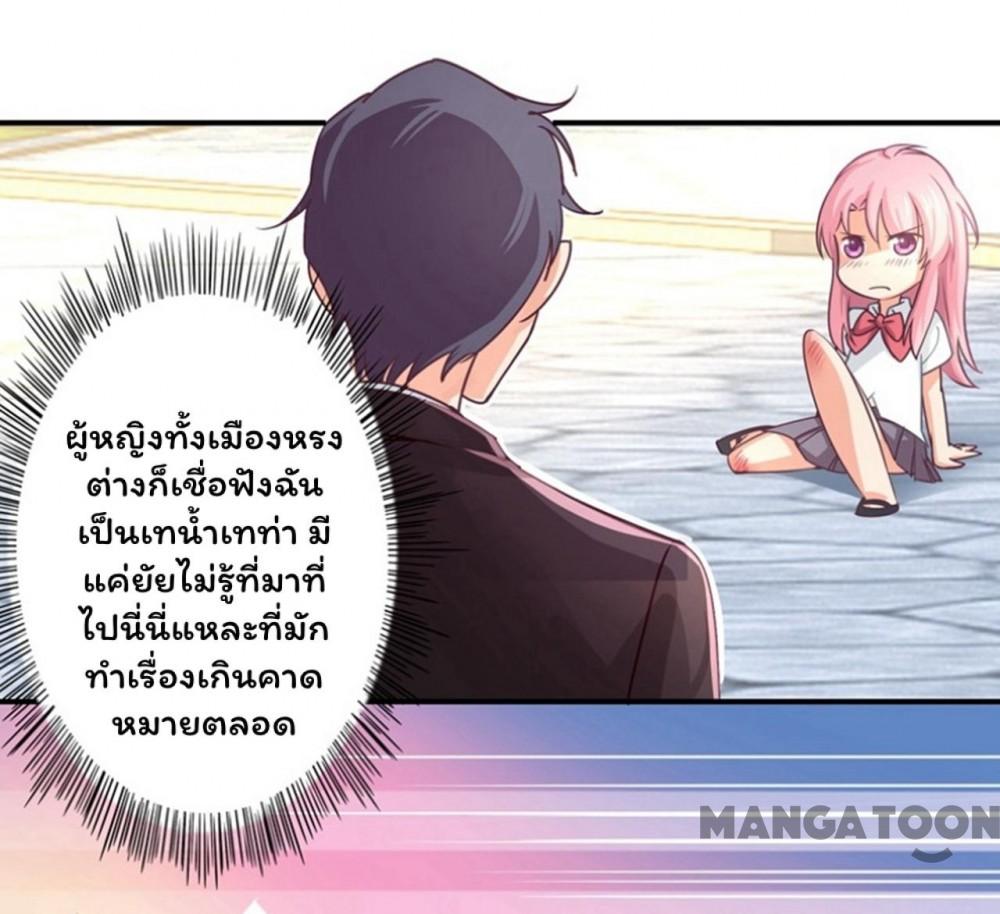 ผู้หญิงทั้งเมืองหรง
ต่างก็เชื่อฟังฉัน
เป็นเทน้ำเทท่า มี
แค่ยัยไม่รู้ที่มาที่
ไปนี่นี่แหละที่มัก
ทำเรื่องเกินคาด
หมายตลอด
MANGATOON